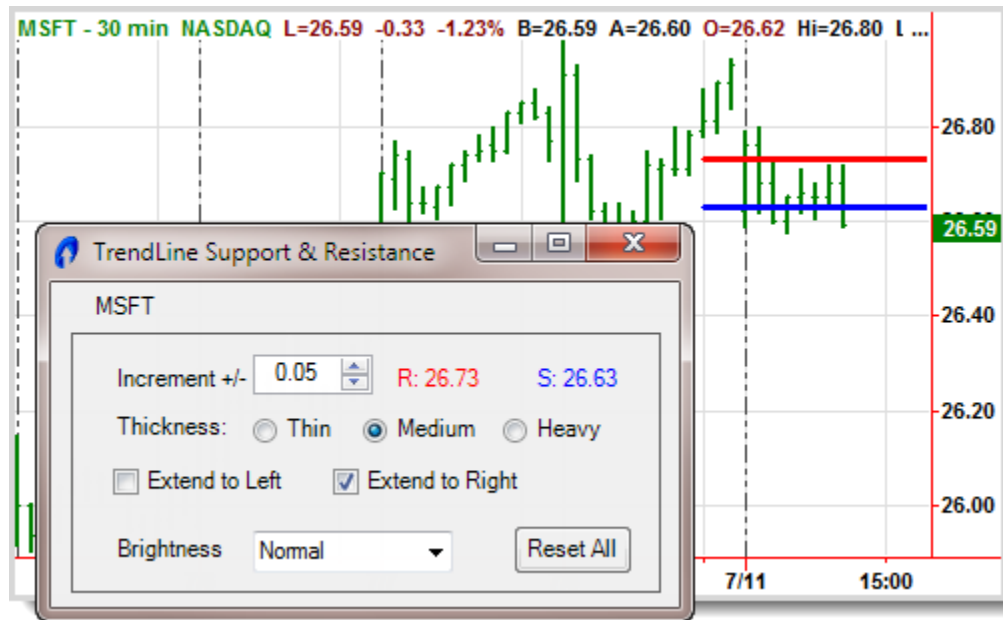 MSFT - 30 min NASDAQ L=26.59 -0.33 -1.23% B=26.59 A=26.60 O=26.62 Hi=26.80 L ...
26.80
26.59
26.40
26.20
26.00
TrendLine Support & Resistance
MSFT
Increment +/- 0.05 R: 26.73 S: 26.63
Thickness: Thin Medium Heavy
Extend to Left Extend to Right
Brightness Normal Reset All
7/11 15:00